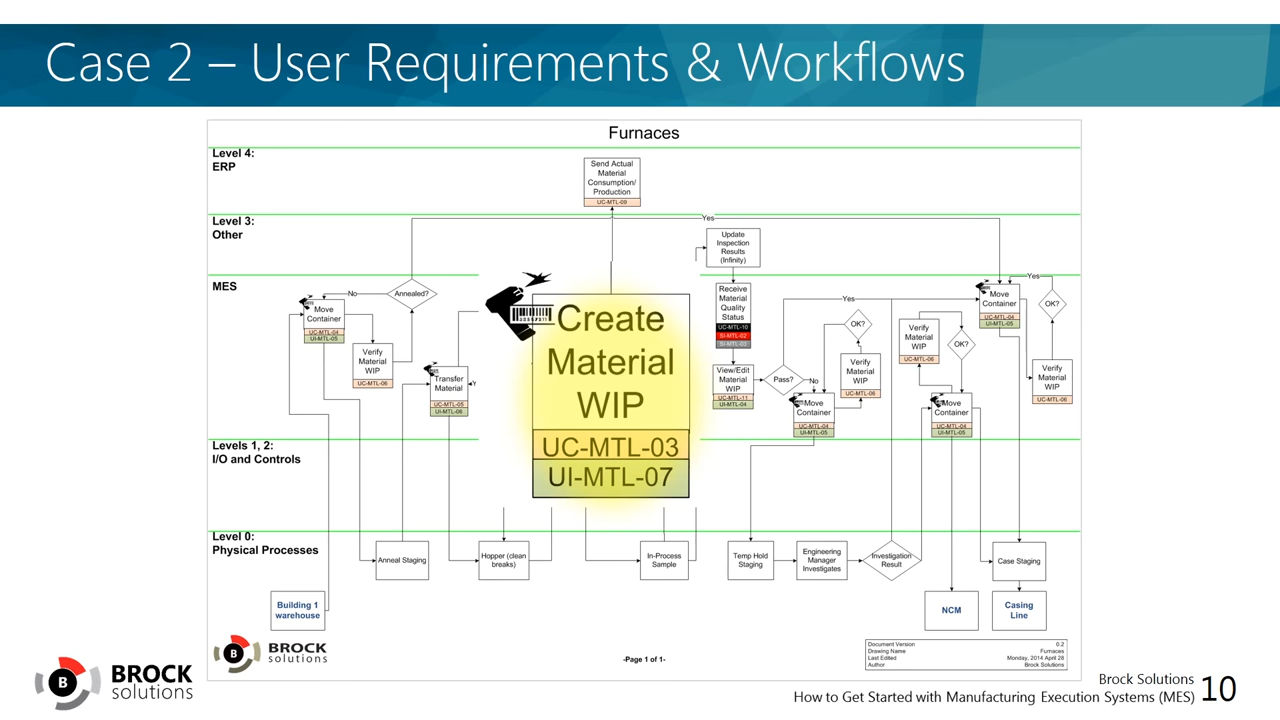 Case 2 – User Requirements & Workflows
Furnaces
Level 4:
ERP
Send Actual
Material
Consumption/
Production
UC-MTL-09
Level 3:
Other
Yes
Update
Inspection
Results
(Infinity)
MES
No
Annealed?
Move
Container
UC-MTL-04
UI-MTL-05
Verify
Material
WIP
UC-MTL-06
Transfer
Material
UC-MTL-05
UI-MTL-06
Y
Create
Material
WIP
UC-MTL-03
UI-MTL-07
Receive
Material
Quality
Status
UC-MTL-10
SI-MTL-02
SI-MTL-03
View/Edit
Material
WIP
UC-MTL-11
UI-MTL-04
Pass?
No
Yes
Move
Container
UC-MTL-04
UI-MTL-05
OK?
Verify
Material
WIP
UC-MTL-06
Verify
Material
WIP
UC-MTL-06
OK?
Move
Container
UC-MTL-04
UI-MTL-05
Move
Container
UC-MTL-04
UI-MTL-05
Yes
OK?
Verify
Material
WIP
UC-MTL-06
Levels 1, 2:
I/O and Controls
Level 0:
Physical Processes
Anneal Staging
Hopper (clean
breaks)
In-Process
Sample
Temp Hold
Staging
Engineering
Manager
Investigates
Investigation
Result
Case Staging
Building 1
warehouse
NCM
Casing
Line
B BROCK
solutions
-Page 1 of 1-
Document Version 0.2
Drawing Name Furnaces
Last Edited Monday, 2014 April 28
Author Brock Solutions
B BROCK
solutions
Brock Solutions
How to Get Started with Manufacturing Execution Systems (MES) 10